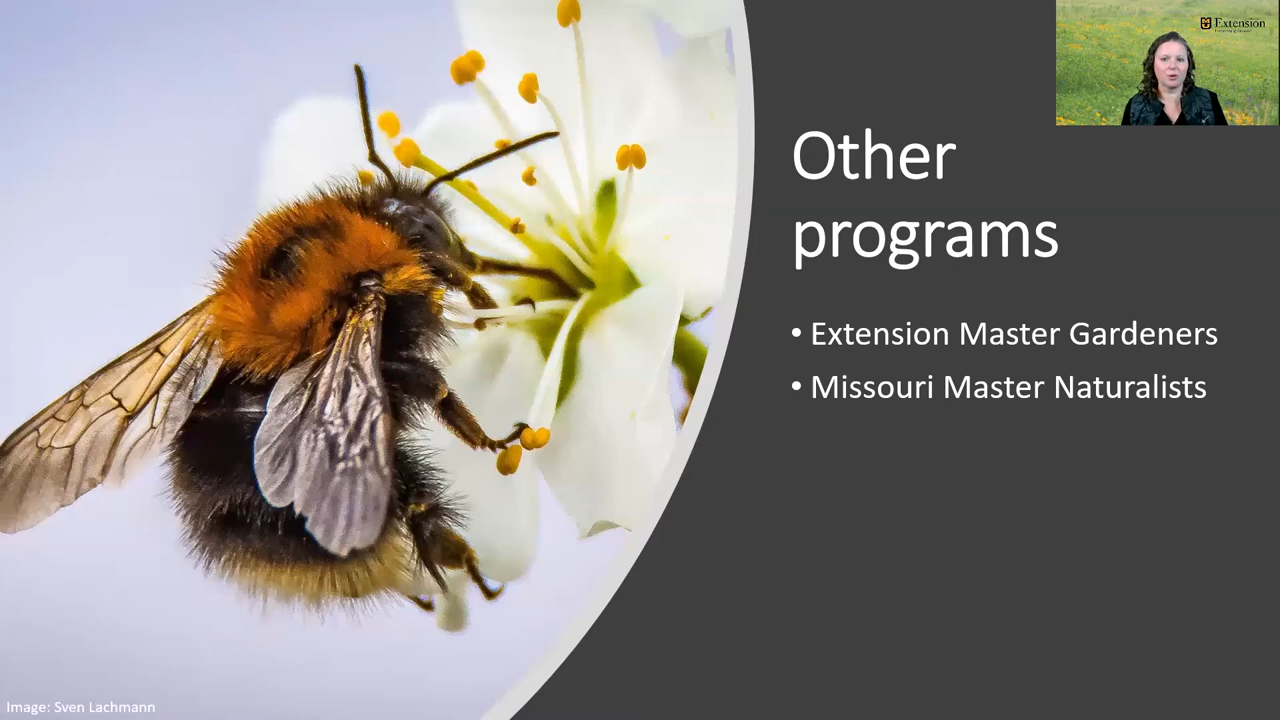 Extension
Other
programs
• Extension Master Gardeners
• Missouri Master Naturalists
Image: Sven Lachmann